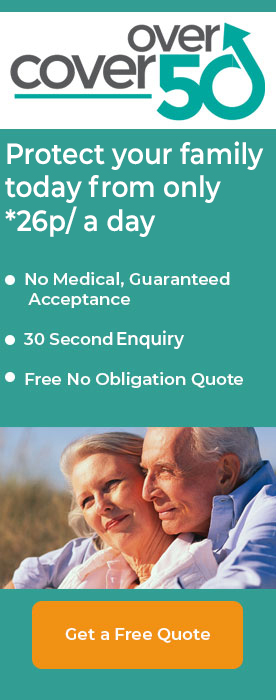 over
cover50
Protect your family
today from only
*26p/ a day
No Medical, Guaranteed
Acceptance
30 Second Enquiry
Free No Obligation Quote
Get a Free Quote